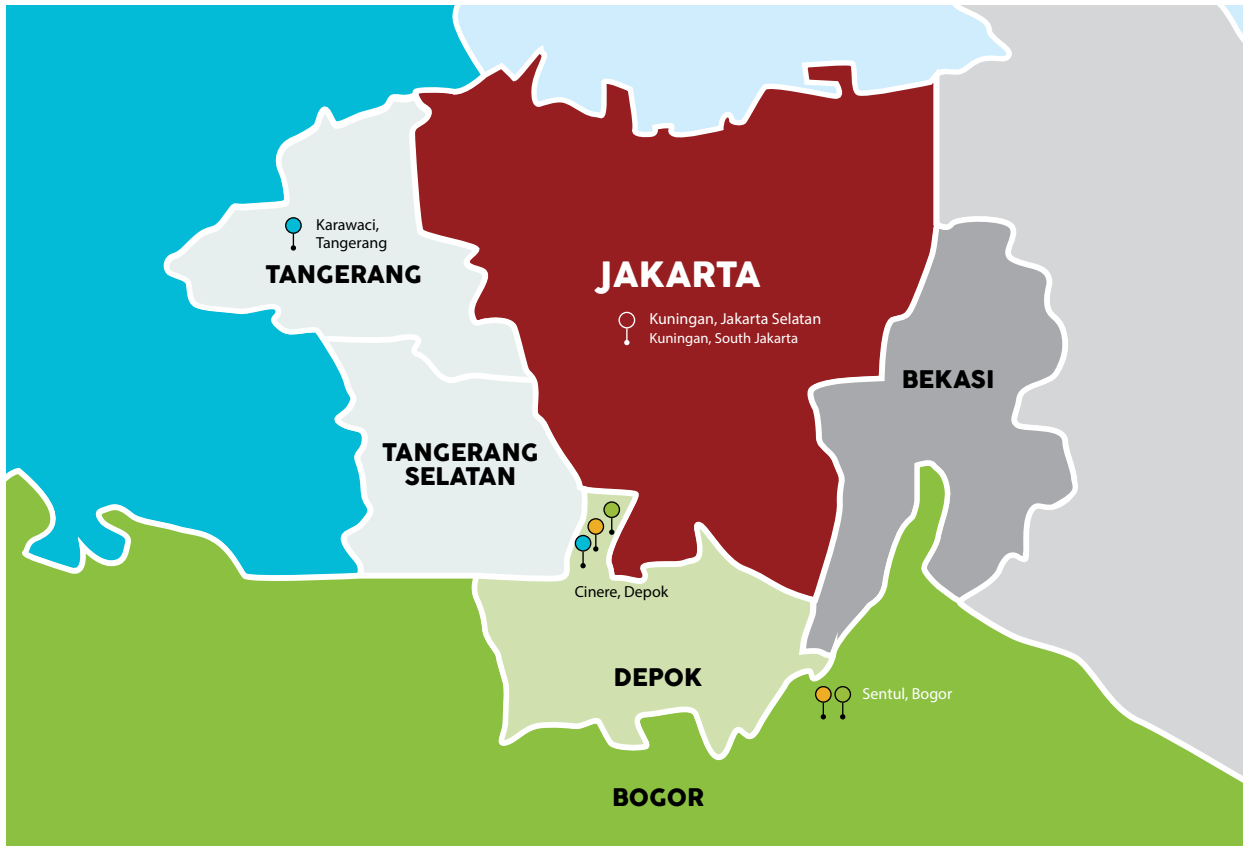 Karawaci,
Tangerang
TANGERANG
JAKARTA
Kuningan, Jakarta Selatan
Kuningan, South Jakarta
BEKASI
TANGERANG
SELATAN
Cinere, Depok
DEPOK
Sentul, Bogor
BOGOR